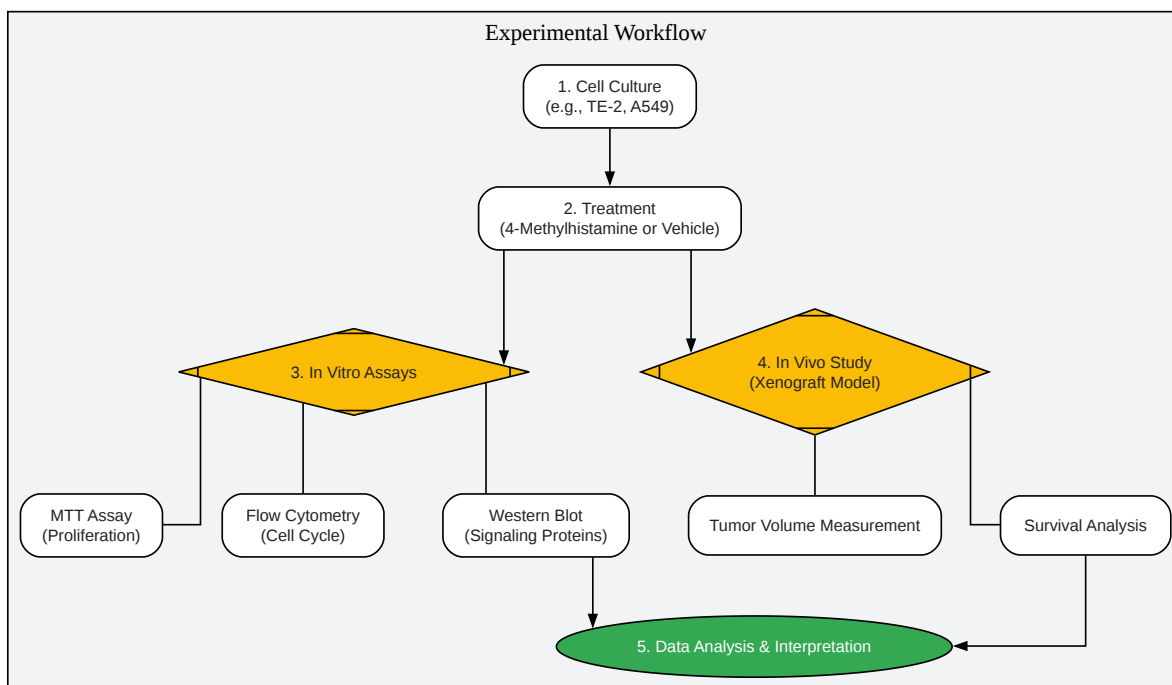 Experimental Workflow
1. Cell Culture
(e.g., TE-2, A549)
2. Treatment
(4-Methylhistamine or Vehicle)
3. In Vitro Assays
4. In Vivo Study
(Xenograft Model)
MTT Assay
(Proliferation)
Flow Cytometry
(Cell Cycle)
Western Blot
(Signaling Proteins)
Tumor Volume Measurement
Survival Analysis
5. Data Analysis & Interpretation